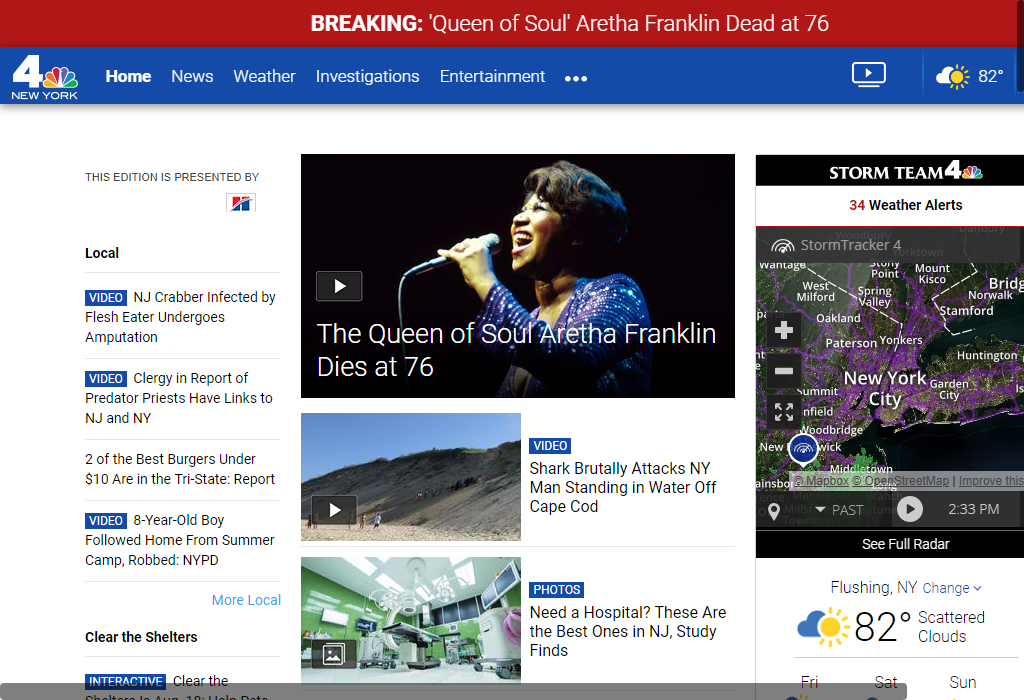 BREAKING: 'Queen of Soul' Aretha Franklin Dead at 76
4
NEW YORK
Home News Weather Investigations Entertainment •••
82°
THIS EDITION IS PRESENTED BY
Local
VIDEO NJ Crabber Infected by
Flesh Eater Undergoes
Amputation
VIDEO Clergy in Report of
Predator Priests Have Links to
NJ and NY
2 of the Best Burgers Under
$10 Are in the Tri-State: Report
VIDEO 8-Year-Old Boy
Followed Home From Summer
Camp, Robbed: NYPD
More Local
Clear the Shelters
INTERACTIVE Clear the
Shelters Is Aug. 18: Help Pets
The Queen of Soul Aretha Franklin
Dies at 76
VIDEO
Shark Brutally Attacks NY
Man Standing in Water Off
Cape Cod
PHOTOS
Need a Hospital? These Are
the Best Ones in NJ, Study
Finds
STORM TEAM 4
34 Weather Alerts
StormTracker 4
Wantage
Stony
Point
Mount
Kisco
West
Milford
Spring
Valley
Bridg
Norwalk
Stamford
Oakland
Paterson
Yonkers
Huntington
New York
City
Garden
City
Summit
nfield
Woodbridge
New
wick
Middletown
© Mapbox © OpenStreetMap | Improve this
PAST
2:33 PM
See Full Radar
Flushing, NY Change
82° Scattered
Clouds
Fri Sat Sun